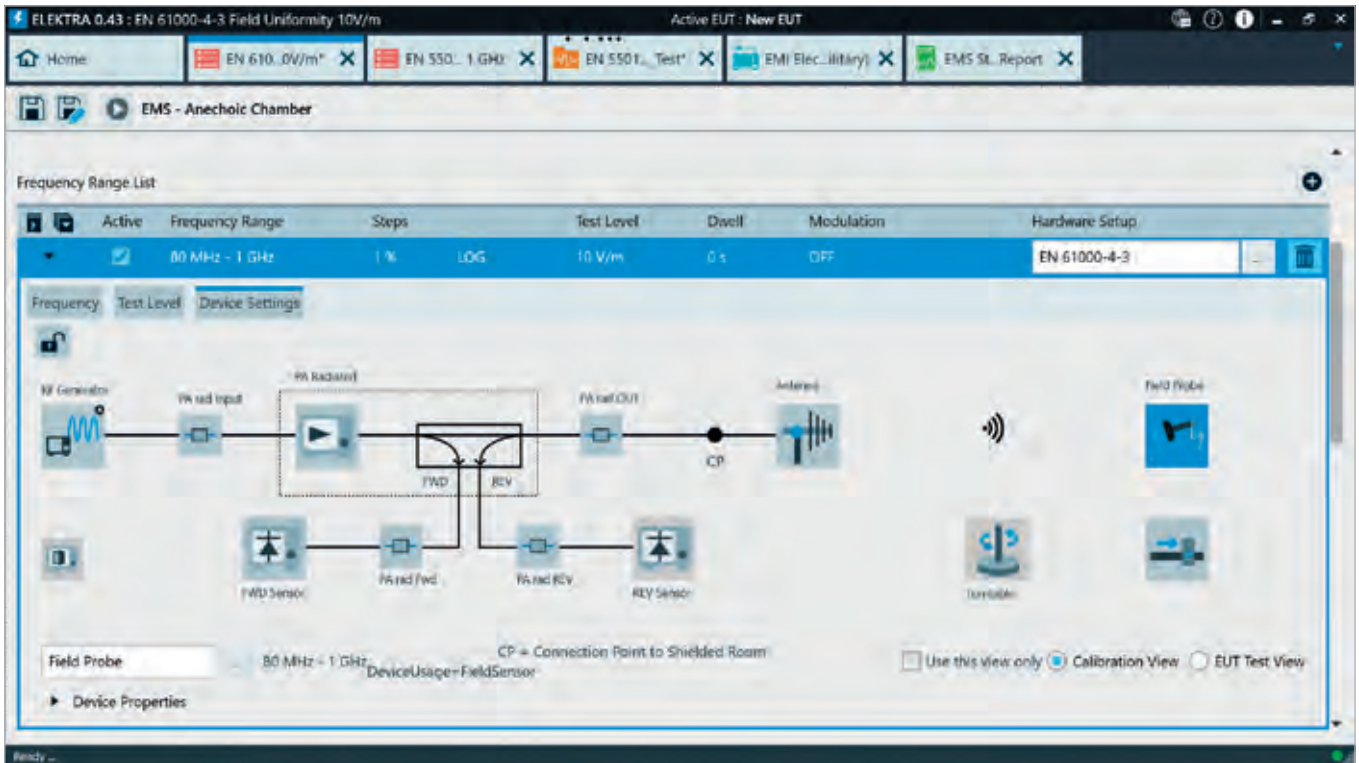 ELEKTRA 0.43 : EN 61000-4-3 Field Uniformity 10V/m Active EUT : New EUT
Home EN 610...0V/m* EN 550... 1 GHz EN 5501... Test* EMI Elec...ilitary) EMS St...Report
EMS - Anechoic Chamber
Frequency Range List
Active Frequency Range Steps Test Level Dwell Modulation Hardware Setup
80 MHz - 1 GHz 1 % LOG 10 V/m 0 s OFF EN 61000-4-3 ...
Frequency Test Level Device Settings
RF Generator PA rad Input PA Radiated PA rad OUT Antenna Field Probe
CP
FWD REV
FWD Sensor PA rad Fwd PA rad REV REV Sensor Turntable
Field Probe ... 80 MHz - 1 GHz DeviceUsage=FieldSensor CP = Connection Point to Shielded Room Use this view only Calibration View EUT Test View
Device Properties
Ready ...